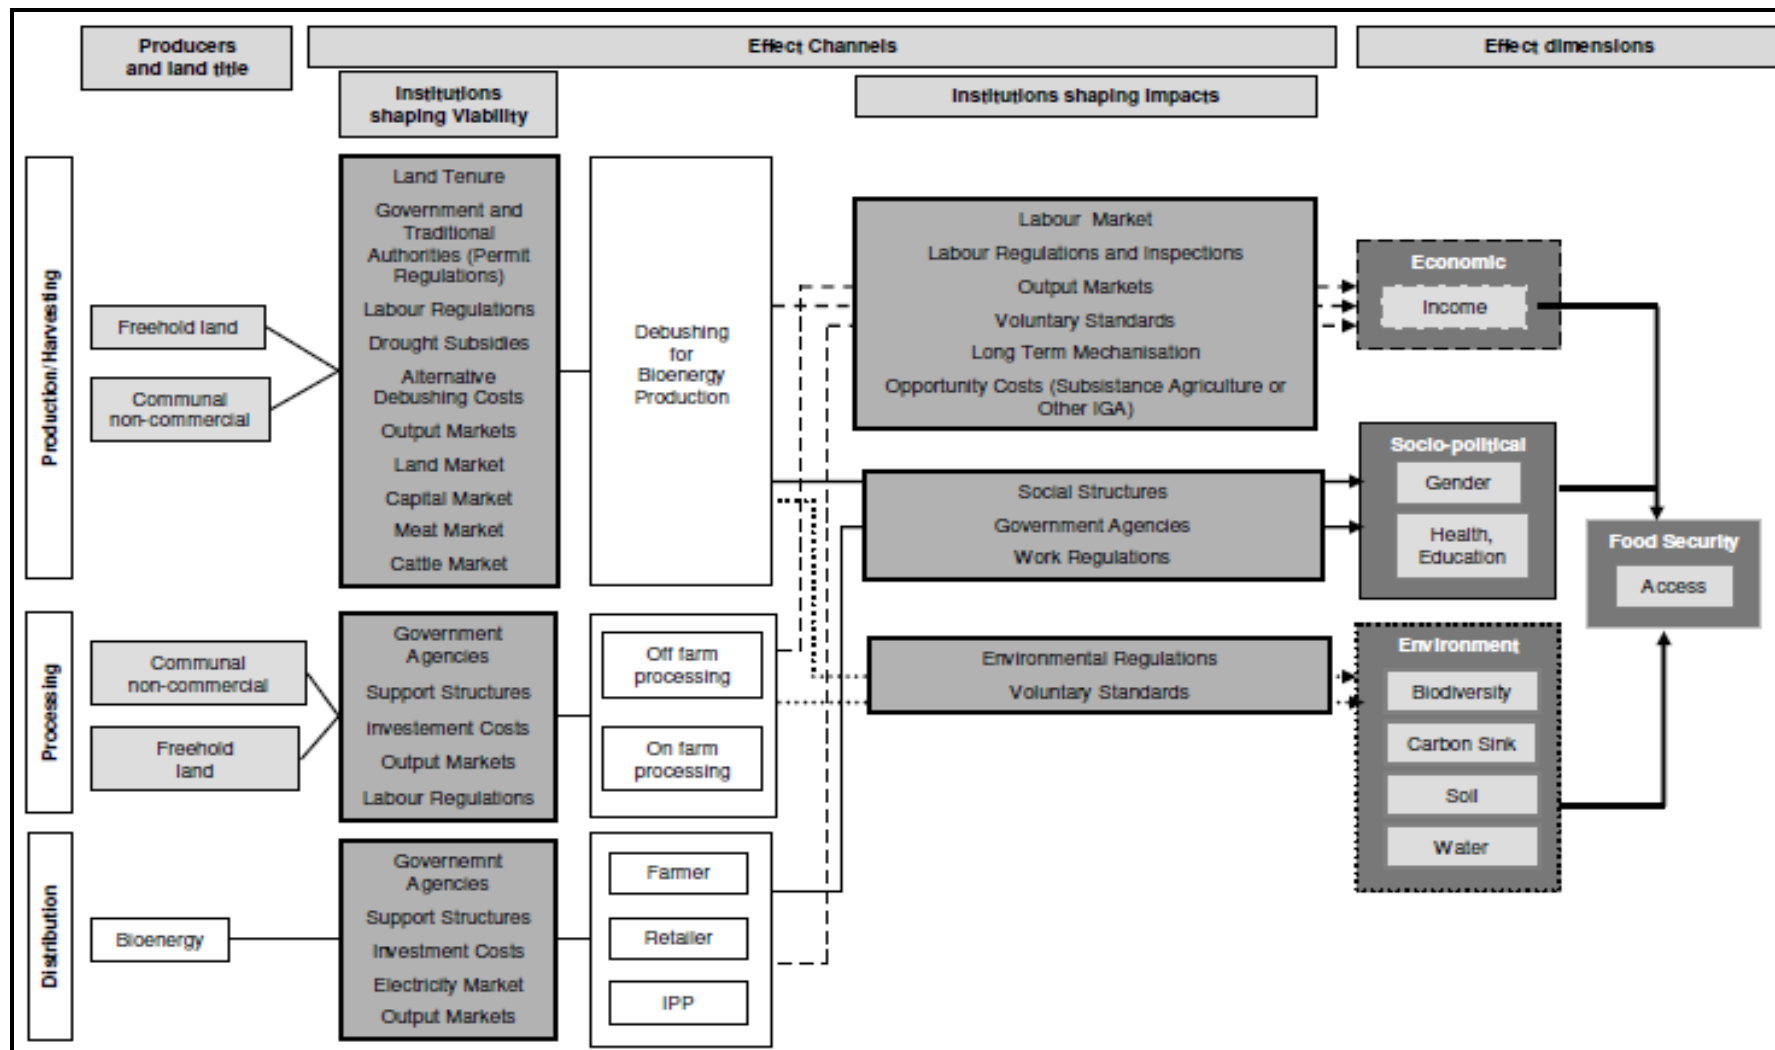 Producers
and land title
Effect Channels
Effect dimensions
Institutions
shaping Viability
Institutions shaping Impacts
Production/Harvesting
Freehold land
Communal
non-commercial
Land Tenure
Government and
Traditional
Authorities (Permit
Regulations)
Labour Regulations
Drought Subsidies
Alternative
Debushing Costs
Output Markets
Land Market
Capital Market
Meat Market
Cattle Market
Debushing
for
Bioenergy
Production
Labour Market
Labour Regulations and Inspections
Output Markets
Voluntary Standards
Long Term Mechanisation
Opportunity Costs (Subsistance Agriculture or
Other IGA)
Economic
Income
Social Structures
Government Agencies
Work Regulations
Socio-political
Gender
Health,
Education
Food Security
Access
Processing
Communal
non-commercial
Freehold
land
Government
Agencies
Support Structures
Investement Costs
Output Markets
Labour Regulations
Off farm
processing
On farm
processing
Environmental Regulations
Voluntary Standards
Environment
Biodiversity
Carbon Sink
Soil
Water
Distribution
Bioenergy
Governemnt
Agencies
Support Structures
Investment Costs
Electricity Market
Output Markets
Farmer
Retailer
IPP